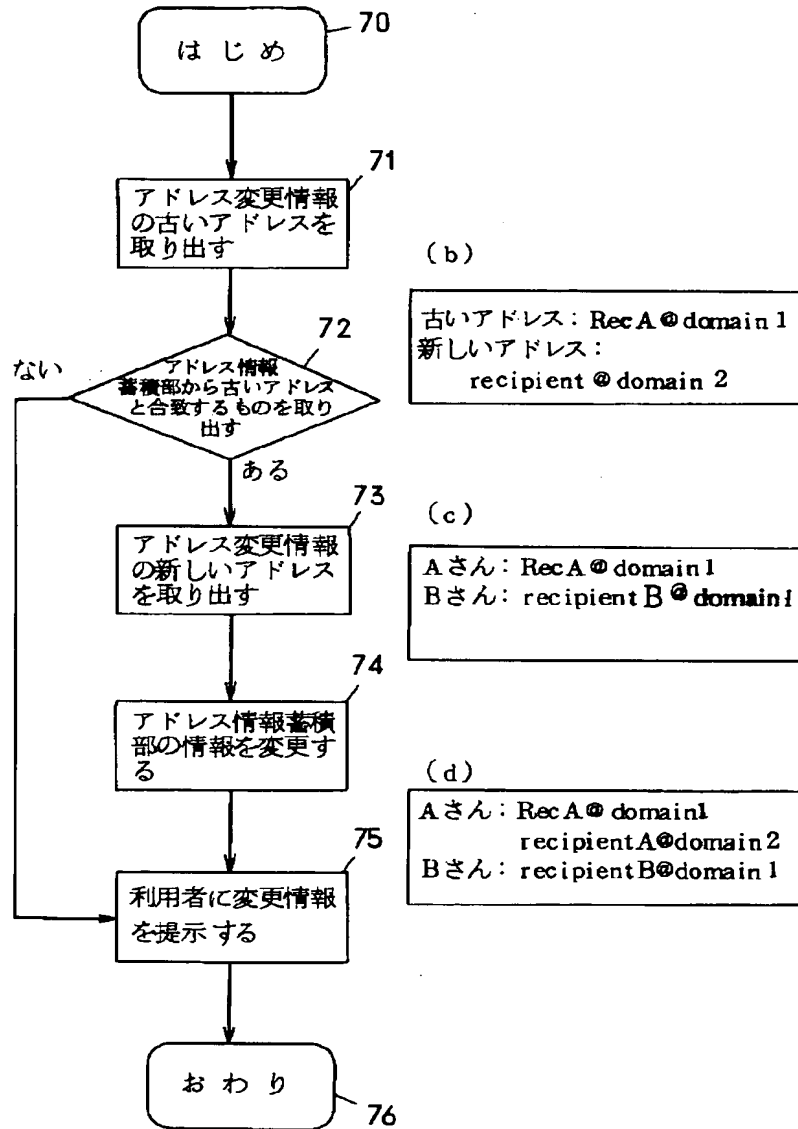 70
はじめ
71
アドレス変更情報
の古いアドレスを
取り出す
72
ない
アドレス情報
蓄積部から古いアドレス
と合致するものを取り
出す
ある
73
アドレス変更情報
の新しいアドレス
を取り出す
74
アドレス情報蓄積
部の情報を変更す
る
75
利用者に変更情報
を提示する
おわり
76
(b)
古いアドレス: RecA@domain1
新しいアドレス:
recipient@domain2
(c)
Aさん: RecA@domain1
Bさん: recipientB@domain1
(d)
Aさん: RecA@domain1
recipientA@domain2
Bさん: recipientB@domain1